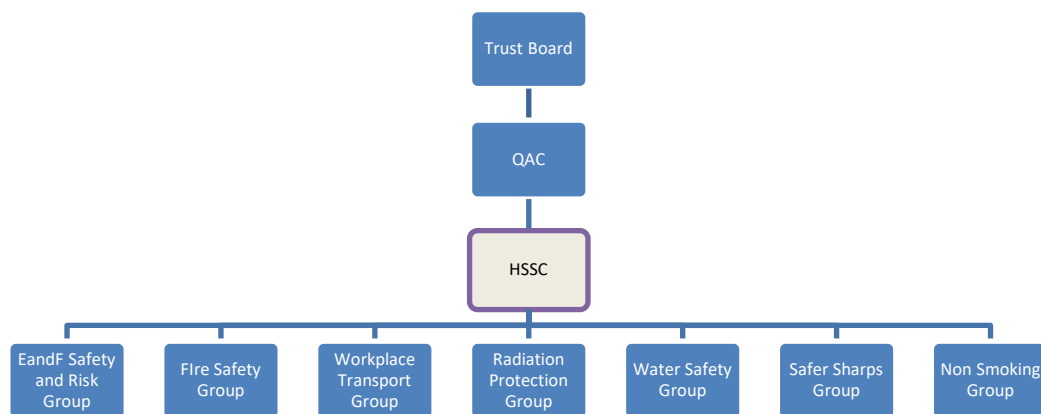 Trust Board
QAC
HSSC
EandF Safety
and Risk
Group
FIre Safety
Group
Workplace
Transport
Group
Radiation
Protection
Group
Water Safety
Group
Safer Sharps
Group
Non Smoking
Group